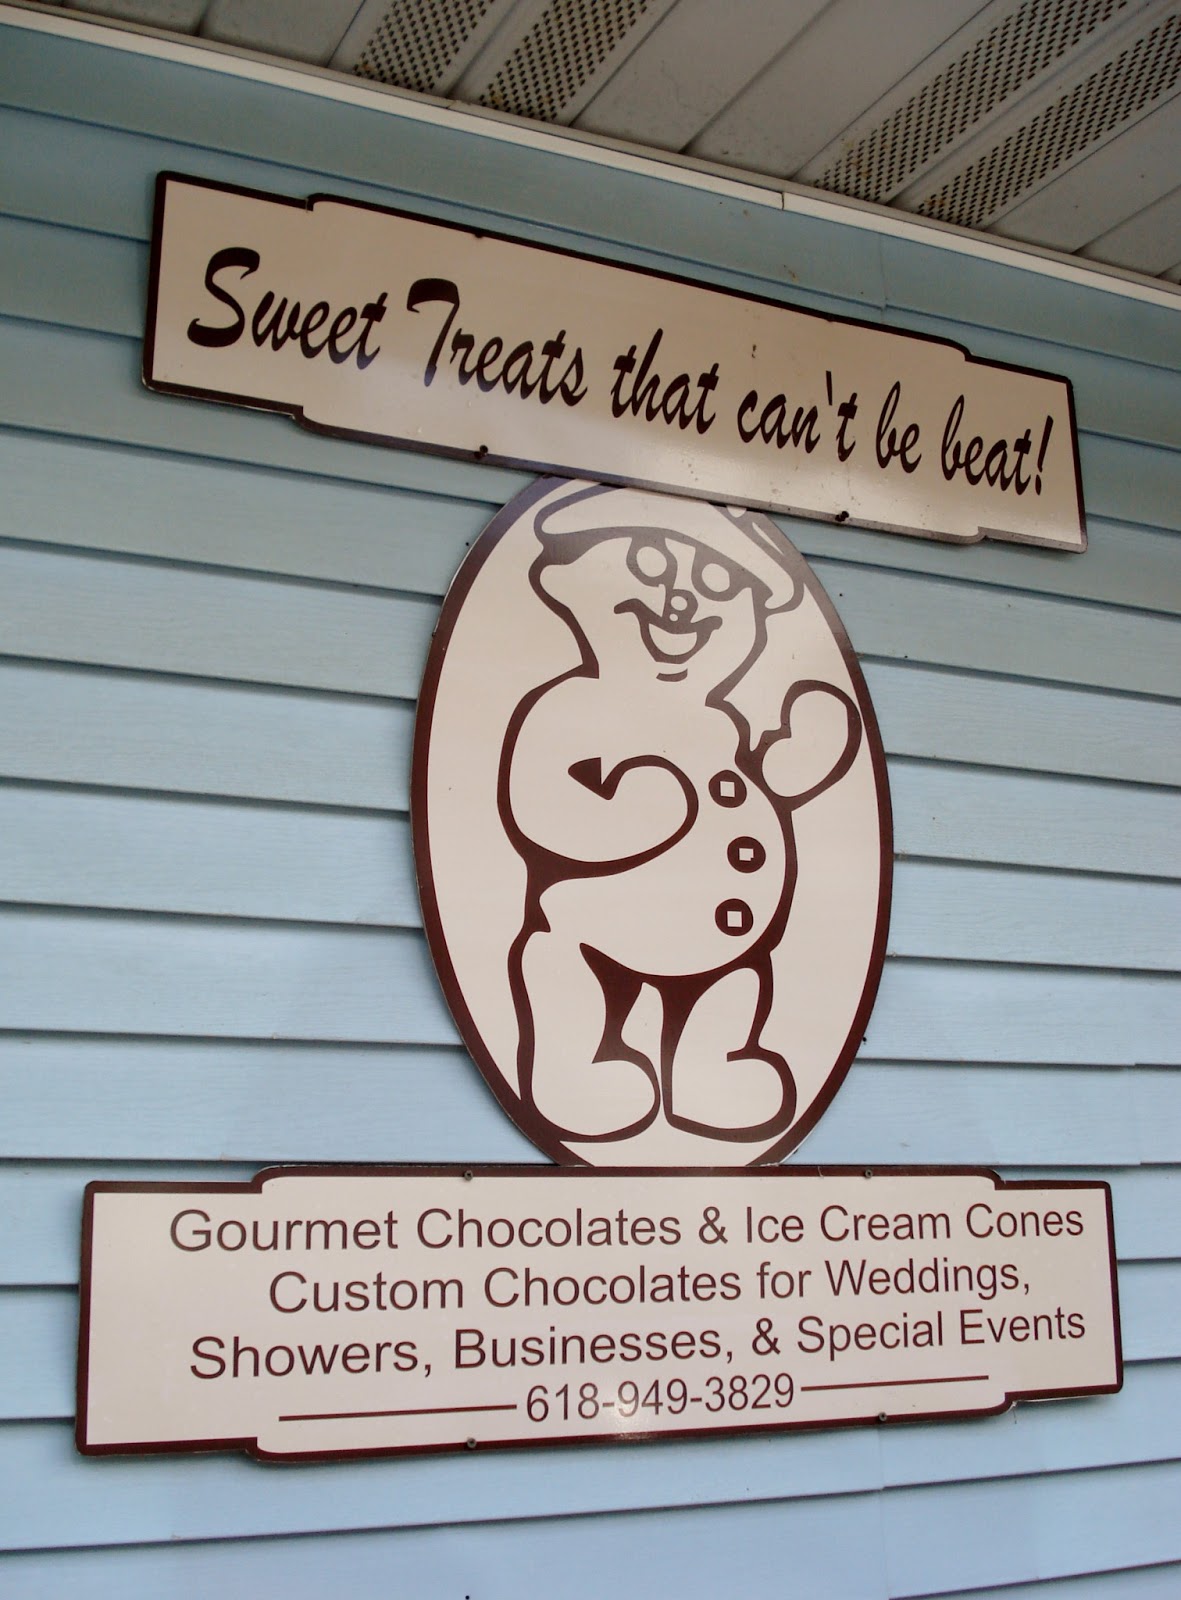 Sweet Treats that can't be beat!
Gourmet Chocolates & Ice Cream Cones
Custom Chocolates for Weddings,
Showers, Businesses, & Special Events
618-949-3829